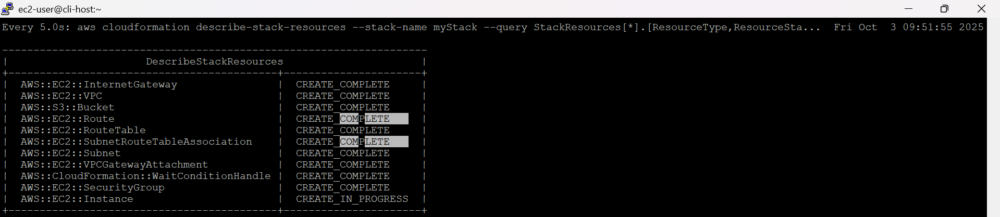 ec2-user@cli-host:~
Every 5.0s: aws cloudformation describe-stack-resources --stack-name myStack --query StackResources[*].[ResourceType,ResourceSta... Fri Oct  3 09:51:55 2025
--------------------------------------------------------------------
|                      DescribeStackResources                      |
+-------------------------------------------+----------------------+
|  AWS::EC2::InternetGateway                |  CREATE_COMPLETE     |
|  AWS::EC2::VPC                            |  CREATE_COMPLETE     |
|  AWS::S3::Bucket                          |  CREATE_COMPLETE     |
|  AWS::EC2::Route                          |  CREATE_COMPLETE     |
|  AWS::EC2::RouteTable                     |  CREATE_COMPLETE     |
|  AWS::EC2::SubnetRouteTableAssociation    |  CREATE_COMPLETE     |
|  AWS::EC2::Subnet                         |  CREATE_COMPLETE     |
|  AWS::EC2::VPCGatewayAttachment           |  CREATE_COMPLETE     |
|  AWS::CloudFormation::WaitConditionHandle |  CREATE_COMPLETE     |
|  AWS::EC2::SecurityGroup                  |  CREATE_COMPLETE     |
|  AWS::EC2::Instance                       |  CREATE_IN_PROGRESS  |
+-------------------------------------------+----------------------+